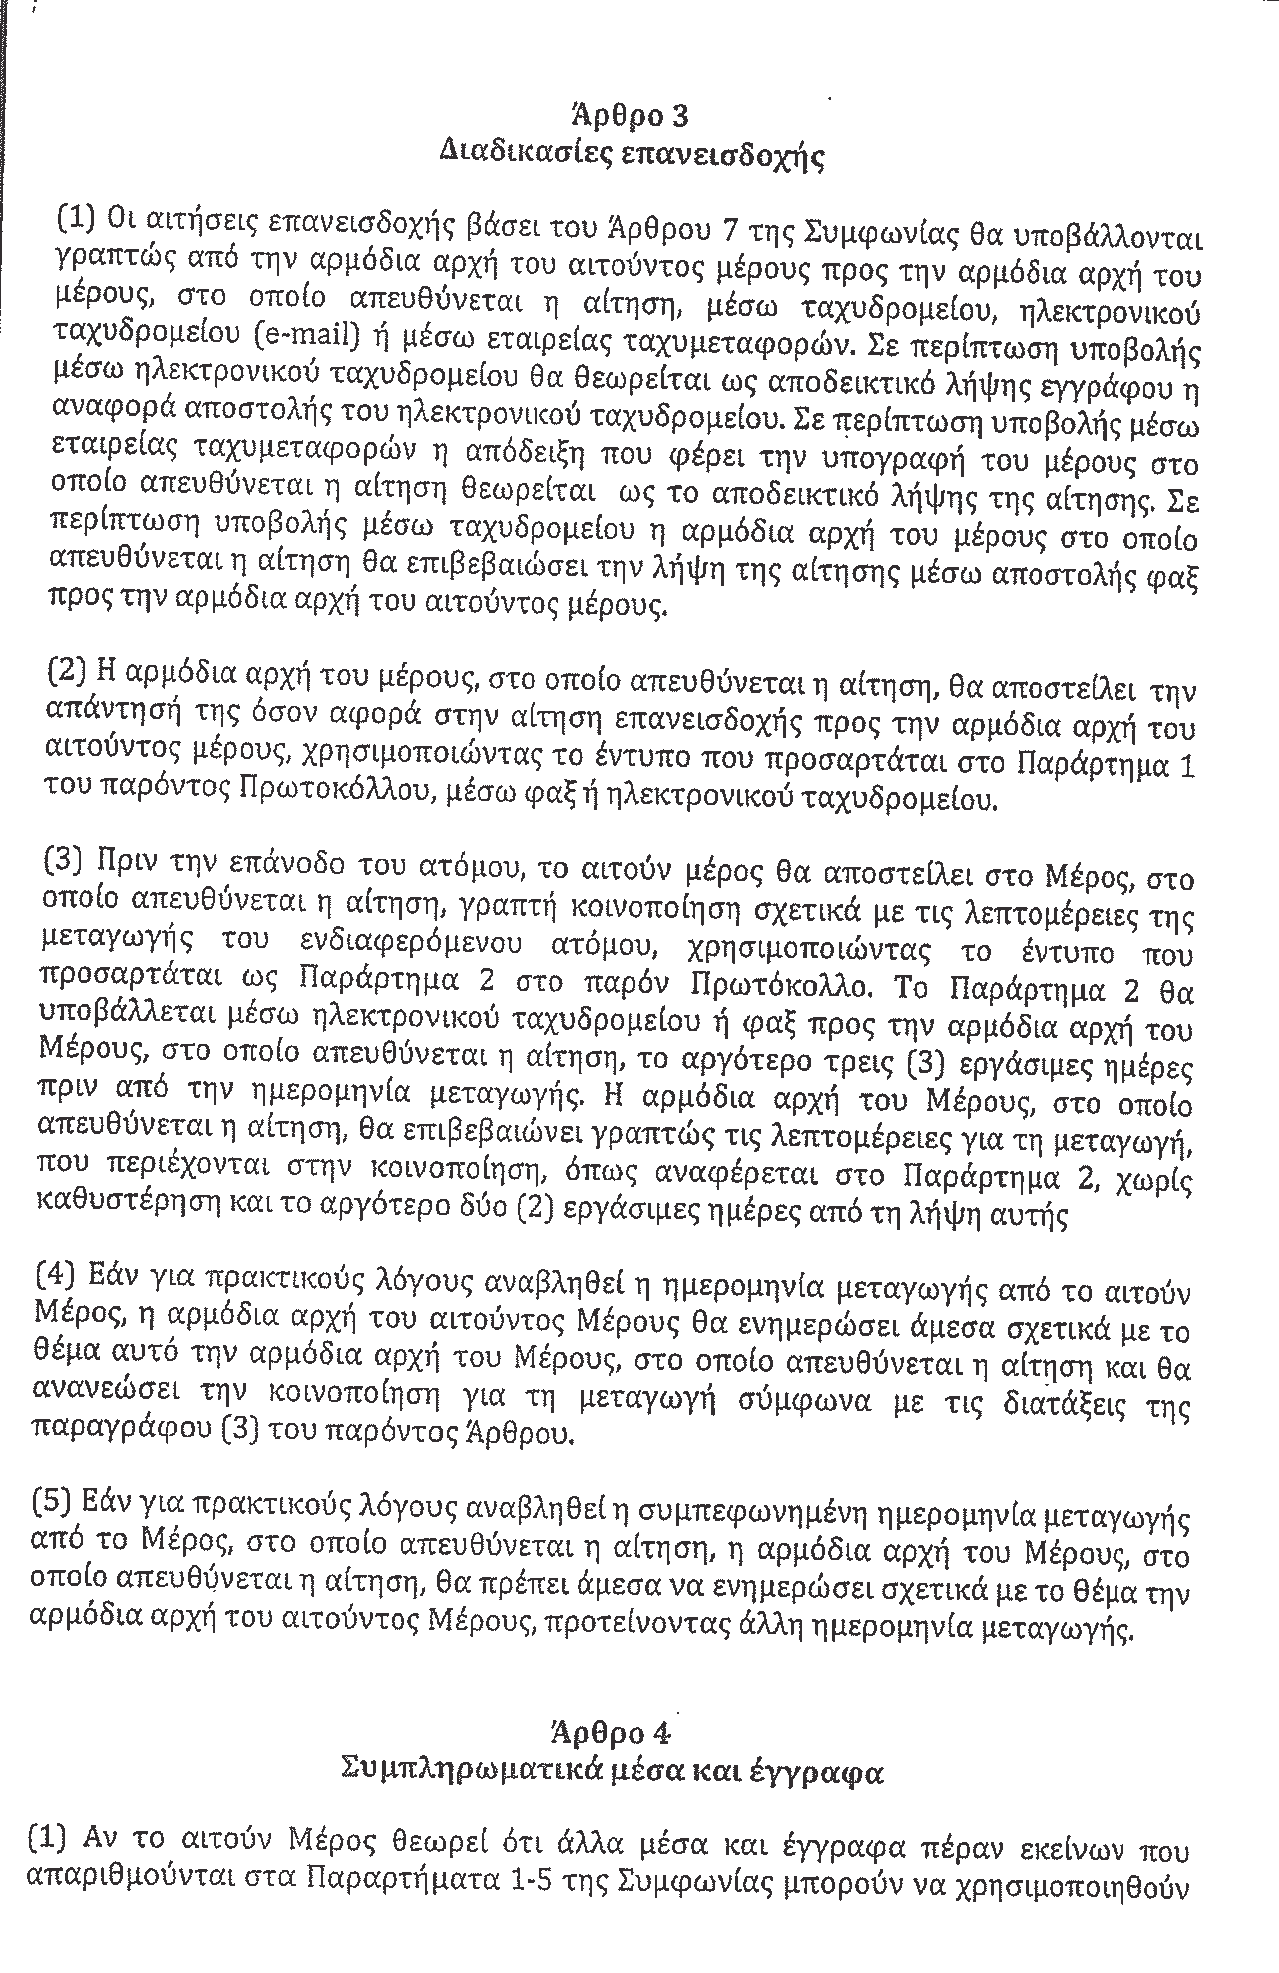 Άρθρο 3
Διαδικασίες επανεισδοχής
(1) Οι αιτήσεις επανεισδοχής βάσει του Άρθρου 7 της Συμφωνίας θα υποβάλλονται
γραπτώς από την αρμόδια αρχή του αιτούντος μέρους προς την αρμόδια αρχή του
μέρους, στο οποίο απευθύνεται η αίτηση, μέσω ταχυδρομείου, ηλεκτρονικού
ταχυδρομείου (e-mail) ή μέσω εταιρείας ταχυμεταφορών. Σε περίπτωση υποβολής
μέσω ηλεκτρονικού ταχυδρομείου θα θεωρείται ως αποδεικτικό λήψης εγγράφου η
αναφορά αποστολής του ηλεκτρονικού ταχυδρομείου. Σε περίπτωση υποβολής μέσω
εταιρείας ταχυμεταφορών η απόδειξη που φέρει την υπογραφή του μέρους στο
οποίο απευθύνεται η αίτηση θεωρείται ως το αποδεικτικό λήψης της αίτησης. Σε
περίπτωση υποβολής μέσω ταχυδρομείου η αρμόδια αρχή του μέρους στο οποίο
απευθύνεται η αίτηση θα επιβεβαιώσει την λήψη της αίτησης μέσω αποστολής φαξ
προς την αρμόδια αρχή του αιτούντος μέρους.
(2) Η αρμόδια αρχή του μέρους, στο οποίο απευθύνεται η αίτηση, θα αποστείλει την
απάντησή της όσον αφορά στην αίτηση επανεισδοχής προς την αρμόδια αρχή του
αιτούντος μέρους, χρησιμοποιώντας το έντυπο που προσαρτάται στο Παράρτημα 1
του παρόντος Πρωτοκόλλου, μέσω φαξ ή ηλεκτρονικού ταχυδρομείου.
(3) Πριν την επάνοδο του ατόμου, το αιτούν μέρος θα αποστείλει στο Μέρος, στο
οποίο απευθύνεται η αίτηση, γραπτή κοινοποίηση σχετικά με τις λεπτομέρειες της
μεταγωγής του ενδιαφερόμενου ατόμου, χρησιμοποιώντας το έντυπο που
προσαρτάται ως Παράρτημα 2 στο παρόν Πρωτόκολλο. Το Παράρτημα 2 θα
υποβάλλεται μέσω ηλεκτρονικού ταχυδρομείου ή φαξ προς την αρμόδια αρχή του
Μέρους, στο οποίο απευθύνεται η αίτηση, το αργότερο τρεις (3) εργάσιμες ημέρες
πριν από την ημερομηνία μεταγωγής. Η αρμόδια αρχή του Μέρους, στο οποίο
απευθύνεται η αίτηση, θα επιβεβαιώνει γραπτώς τις λεπτομέρειες για τη μεταγωγή,
που περιέχονται στην κοινοποίηση, όπως αναφέρεται στο Παράρτημα 2, χωρίς
καθυστέρηση και το αργότερο δύο (2) εργάσιμες ημέρες από τη λήψη αυτής
(4) Εάν για πρακτικούς λόγους αναβληθεί η ημερομηνία μεταγωγής από το αιτούν
Μέρος, η αρμόδια αρχή του αιτούντος Μέρους θα ενημερώσει άμεσα σχετικά με το
θέμα αυτό την αρμόδια αρχή του Μέρους, στο οποίο απευθύνεται η αίτηση και θα
ανανεώσει την κοινοποίηση για τη μεταγωγή σύμφωνα με τις διατάξεις της
παραγράφου (3) του παρόντος Άρθρου.
(5) Εάν για πρακτικούς λόγους αναβληθεί η συμπεφωνημένη ημερομηνία μεταγωγής
από το Μέρος, στο οποίο απευθύνεται η αίτηση, η αρμόδια αρχή του Μέρους, στο
οποίο απευθύνεται η αίτηση, θα πρέπει άμεσα να ενημερώσει σχετικά με το θέμα την
αρμόδια αρχή του αιτούντος Μέρους, προτείνοντας άλλη ημερομηνία μεταγωγής.
Άρθρο 4
Συμπληρωματικά μέσα και έγγραφα
(1) Αν το αιτούν Μέρος θεωρεί ότι άλλα μέσα και έγγραφα πέραν εκείνων που
απαριθμούνται στα Παραρτήματα 1-5 της Συμφωνίας μπορούν να χρησιμοποιηθούν